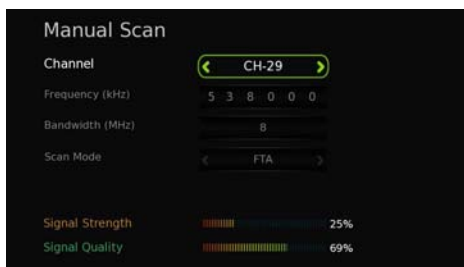 Manual Scan
Channel CH-29
Frequency (kHz) 5 3 8 0 0 0
Bandwidth (MHz) 8
Scan Mode FTA
Signal Strength 25%
Signal Quality 69%